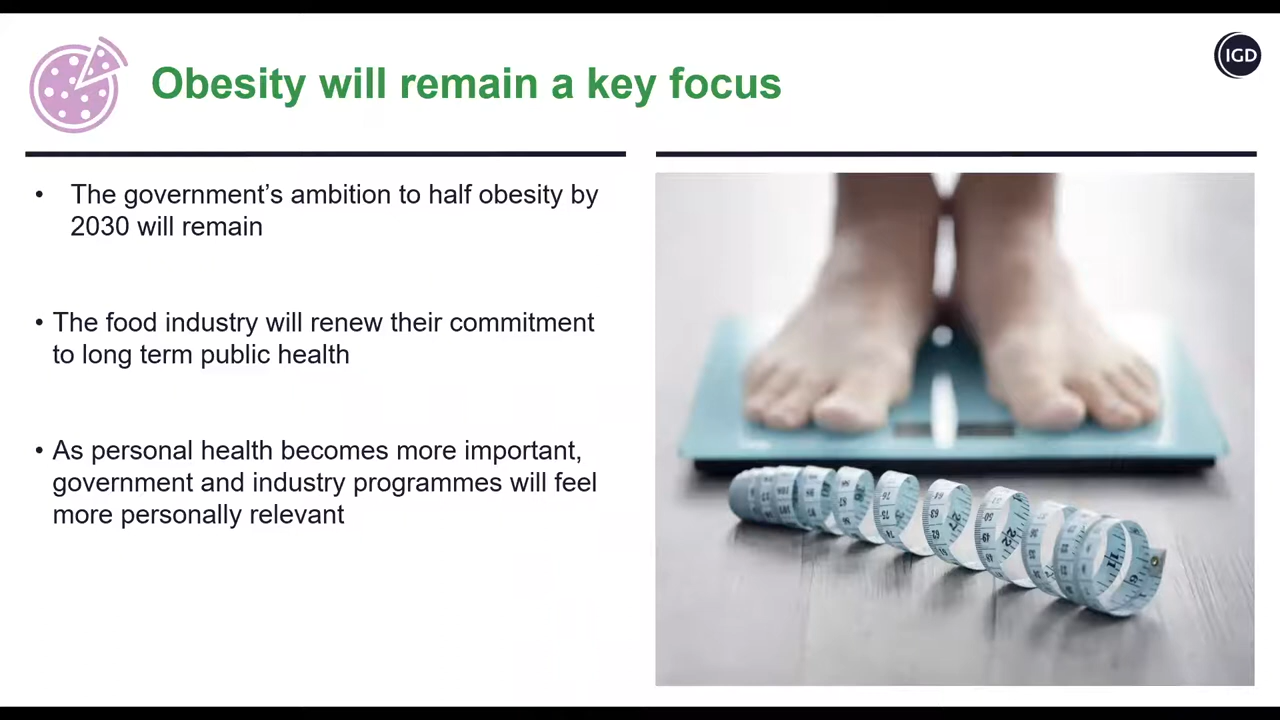 Obesity will remain a key focus
IGD
• The government’s ambition to half obesity by
2030 will remain
• The food industry will renew their commitment
to long term public health
• As personal health becomes more important,
government and industry programmes will feel
more personally relevant